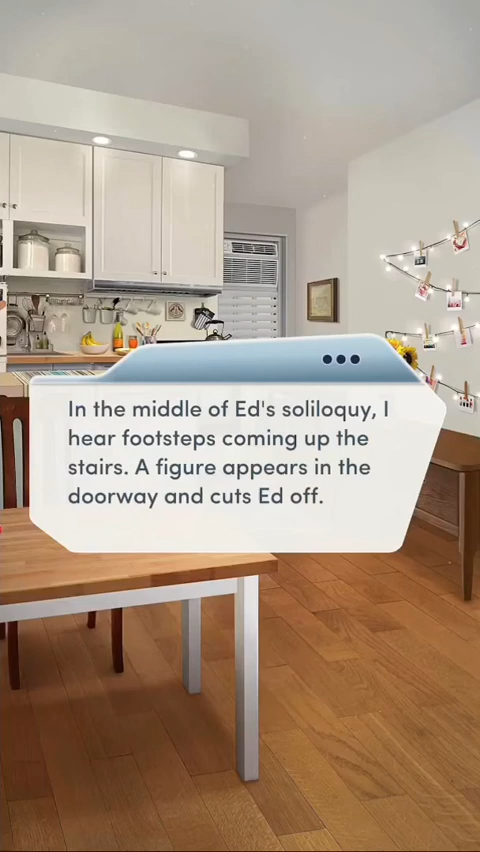 In the middle of Ed's soliloquy, I
hear footsteps coming up the
stairs. A figure appears in the
doorway and cuts Ed off.